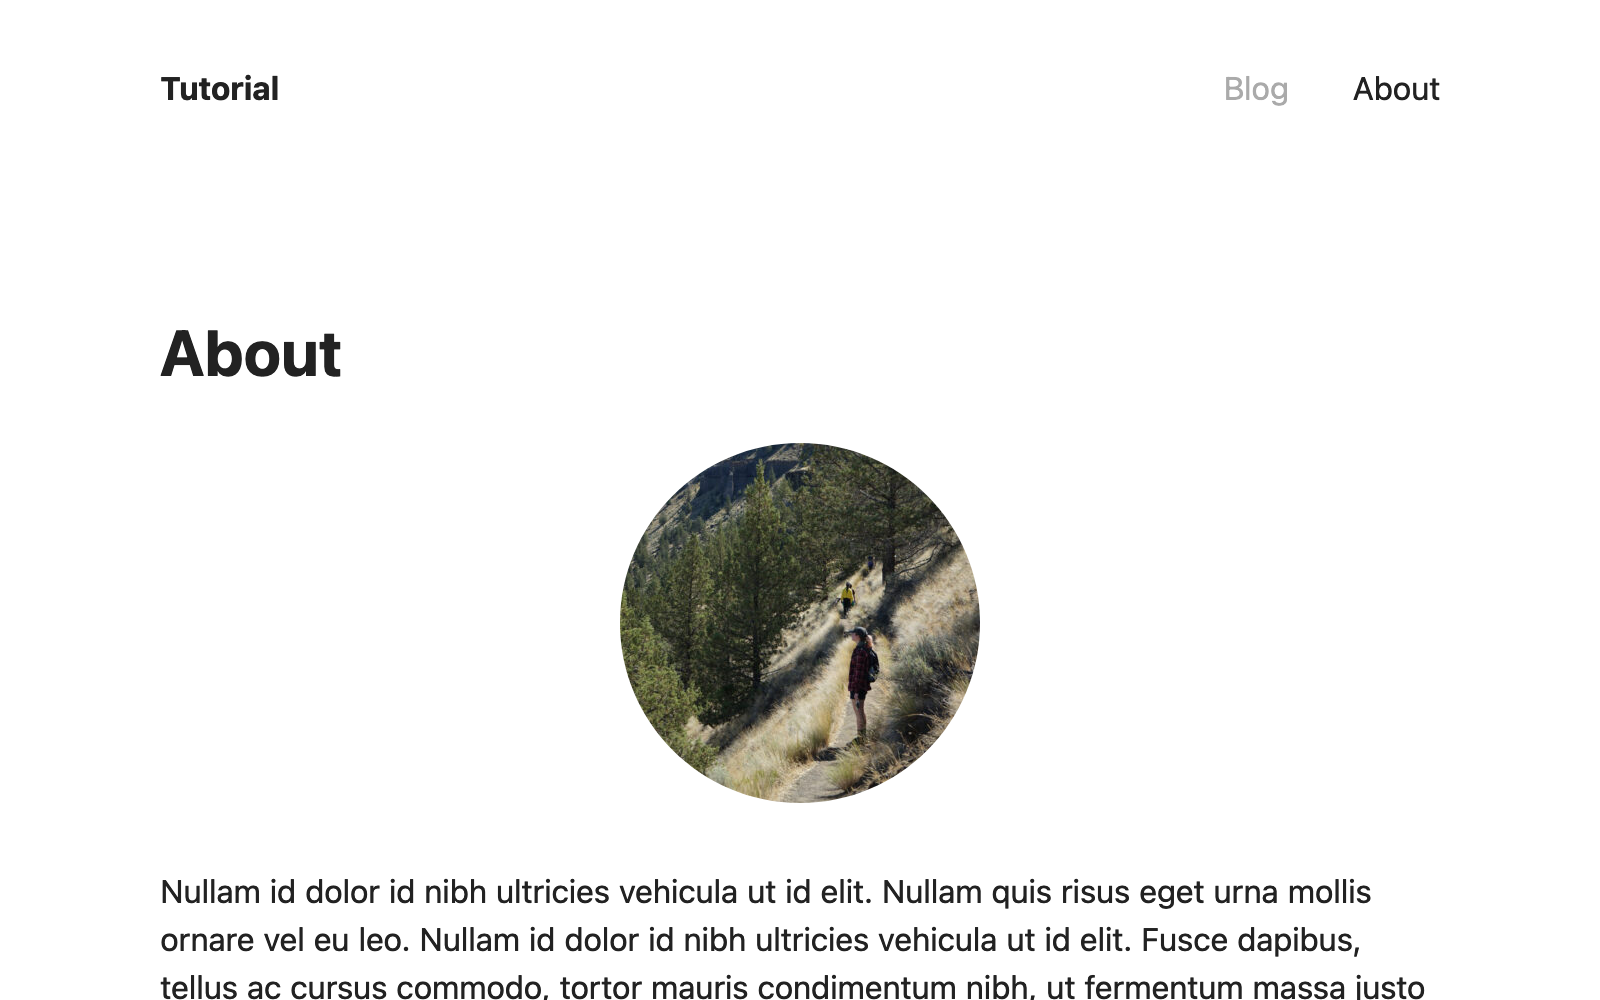 Tutorial
Blog About
About
Nullam id dolor id nibh ultricies vehicula ut id elit. Nullam quis risus eget urna mollis
ornare vel eu leo. Nullam id dolor id nibh ultricies vehicula ut id elit. Fusce dapibus,
tellus ac cursus commodo, tortor mauris condimentum nibh, ut fermentum massa justo